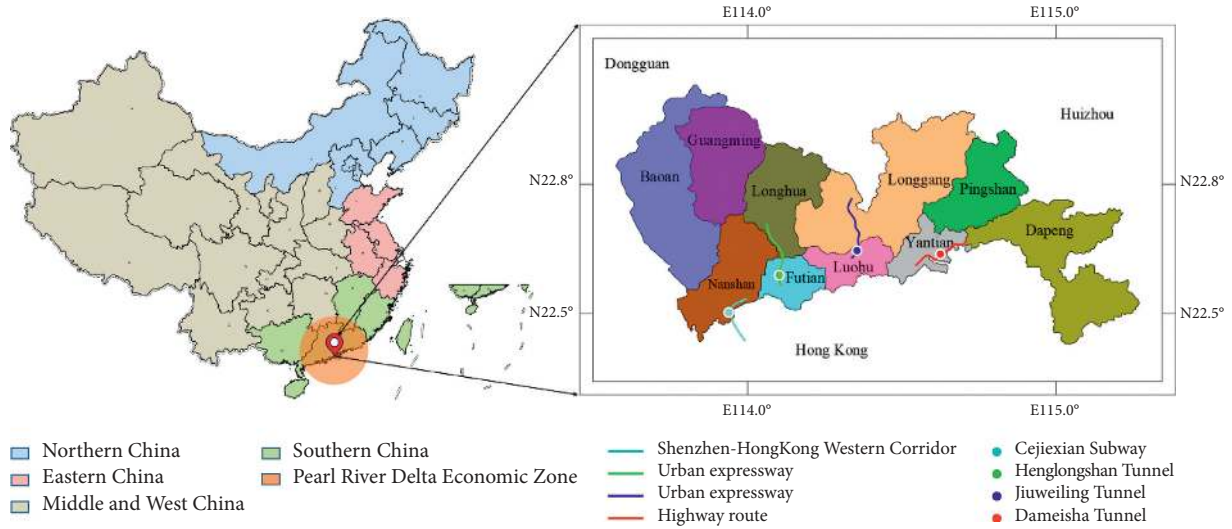 E114.0°
E115.0°
Dongguan
Huizhou
Guangming
Baoan
Longhua
Longgang
Pingshan
N22.8°
N22.8°
Yantian
Dapeng
Luohu
Futian
Nanshan
N22.5°
N22.5°
Hong Kong
E114.0°
E115.0°
Northern China
Eastern China
Middle and West China
Southern China
Pearl River Delta Economic Zone
Shenzhen-HongKong Western Corridor
Urban expressway
Urban expressway
Highway route
Cejiexian Subway
Henglongshan Tunnel
Jiuweiling Tunnel
Dameisha Tunnel